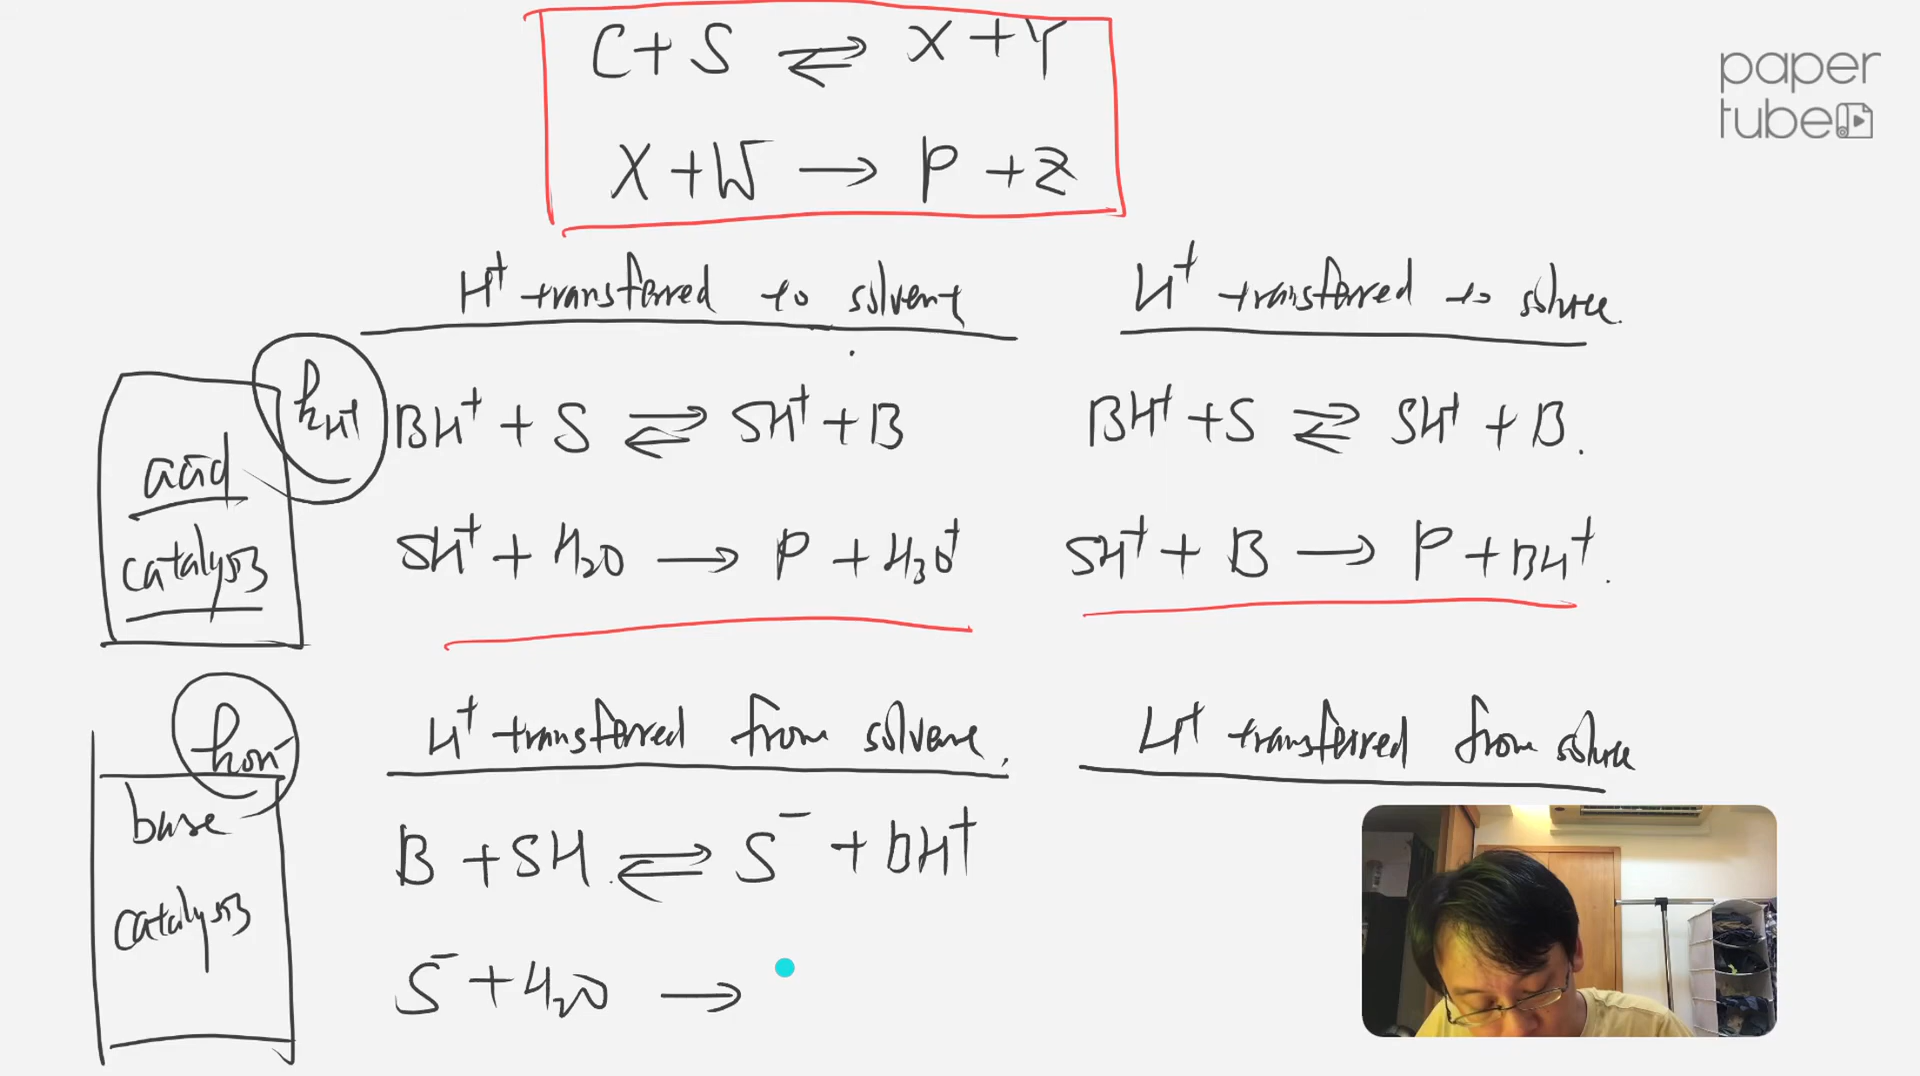 C + S ⇌ X + Y
X + W → P + Z
paper
tube
H⁺ transferred to solvent
H⁺ transferred to solute.
k_H⁺
acid
catalysis
BH⁺ + S ⇌ SH⁺ + B
SH⁺ + H₂O → P + H₃O⁺
BH⁺ + S ⇌ SH⁺ + B.
SH⁺ + B → P + BH⁺.
k_OH⁻
base
catalysis
H⁺ transferred from solvent.
H⁺ transferred from solute
B + SH ⇌ S⁻ + BH⁺
S⁻ + H₂O →